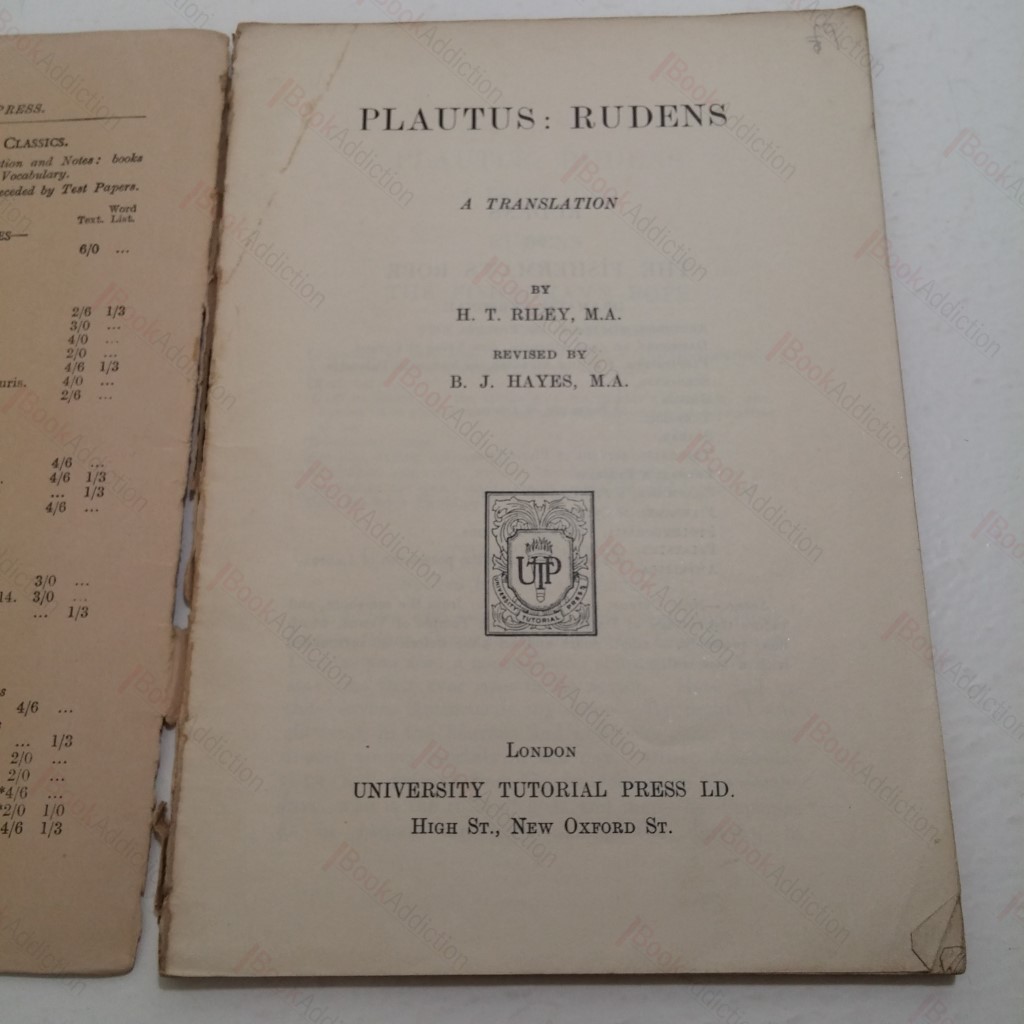 PRESS.
CLASSICS.
tion and Notes: books
Vocabulary.
eceded by Test Papers.
Word
Text. List.
ES—
6/0 ...
2/6 1/3
3/0 ...
4/0 ...
2/0 ...
4/6 1/3
uris. 4/0 ...
2/6 ...
4/6 ...
. 4/6 1/3
... 1/3
4/6 ...
3/0 ...
14. 3/0 ...
... 1/3
s
4/6 ...
... 1/3
2/0 ...
2/0 ...
*4/6 ...
*2/0 1/0
4/6 1/3
PLAUTUS: RUDENS
A TRANSLATION
BY
H. T. RILEY, M.A.
REVISED BY
B. J. HAYES, M.A.
UTP
UNIVERSITY TUTORIAL PRESS
LONDON
UNIVERSITY TUTORIAL PRESS LD.
HIGH ST., NEW OXFORD ST.
BookAddiction